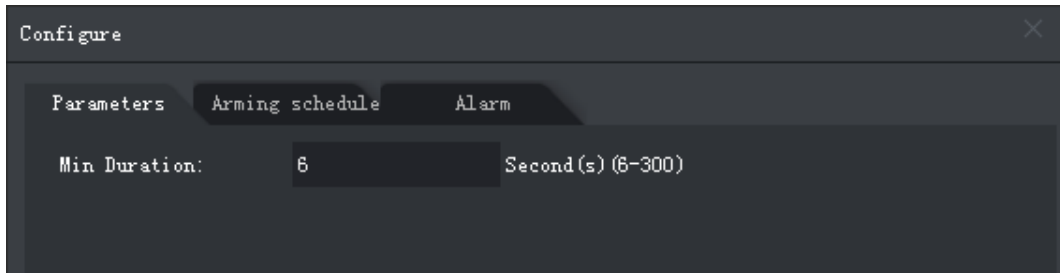 Configure
Parameters Arming schedule Alarm
Min Duration: 6 Second(s)(6-300)